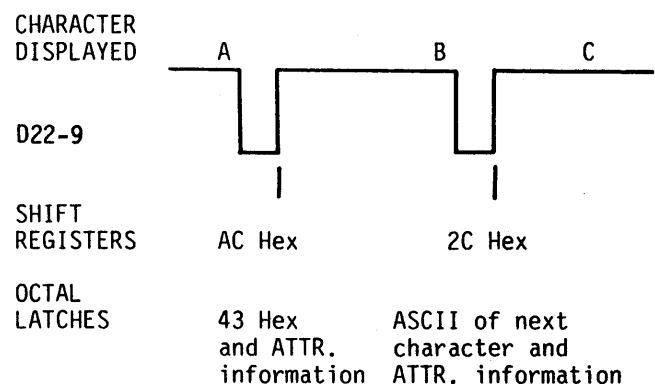 CHARACTER
DISPLAYED A B C
D22-9
SHIFT
REGISTERS AC Hex 2C Hex
OCTAL
LATCHES 43 Hex ASCII of next
and ATTR. character and
information ATTR. information